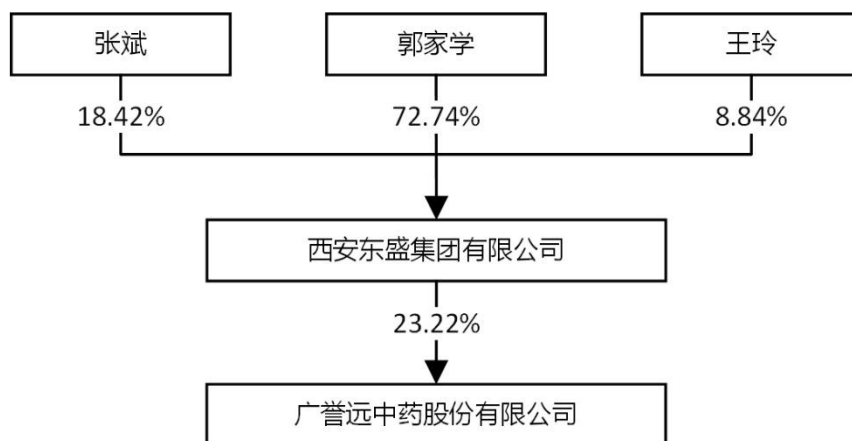 张斌
郭家学
王玲
18.42%
72.74%
8.84%
西安东盛集团有限公司
23.22%
广誉远中药股份有限公司